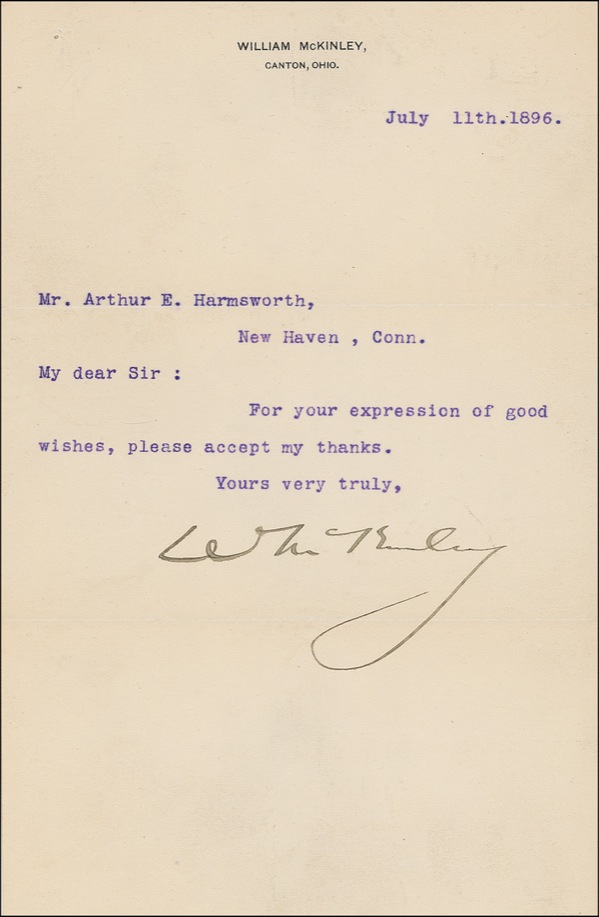 WILLIAM McKINLEY,
CANTON, OHIO.
July 11th.1896.
Mr. Arthur E. Harmsworth,
New Haven , Conn.
My dear Sir :
For your expression of good
wishes, please accept my thanks.
Yours very truly,
W McKinley